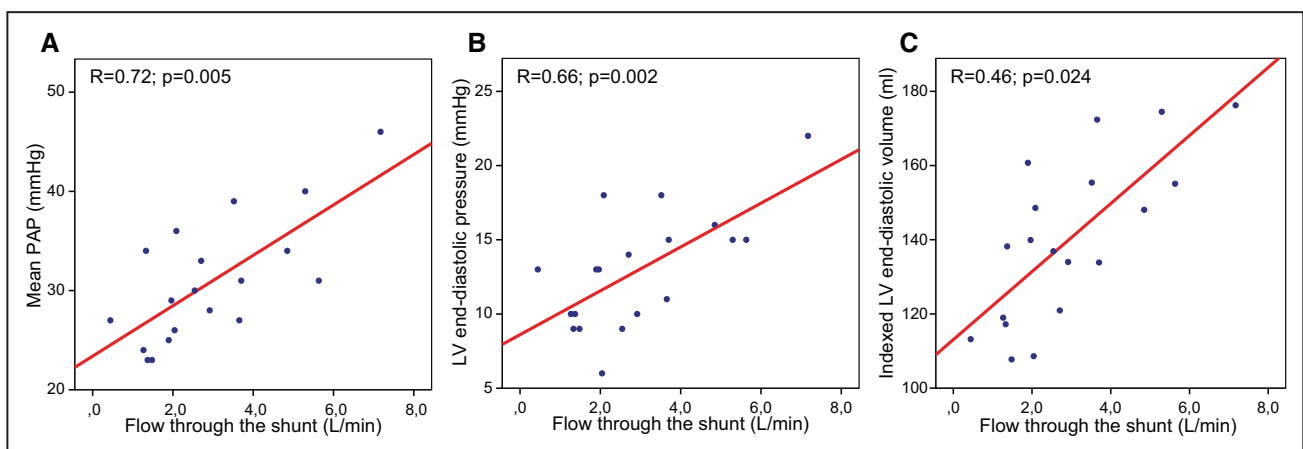 A
R=0.72; p=0.005
Mean PAP (mmHg)
50
40
30
20
,0 2,0 4,0 6,0 8,0
Flow through the shunt (L/min)
B
R=0.66; p=0.002
LV end-diastolic pressure (mmHg)
25
20
15
10
5
,0 2,0 4,0 6,0 8,0
Flow through the shunt (L/min)
C
R=0.46; p=0.024
Indexed LV end-diastolic volume (ml)
180
160
140
120
100
,0 2,0 4,0 6,0 8,0
Flow through the shunt (L/min)